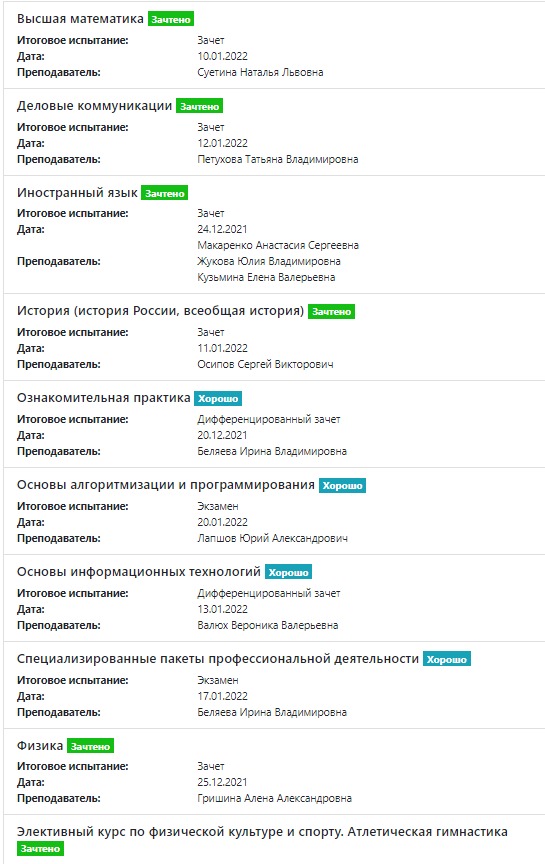 Высшая математика Зачтено
Итоговое испытание: Зачет
Дата: 10.01.2022
Преподаватель: Суетина Наталья Львовна
Деловые коммуникации Зачтено
Итоговое испытание: Зачет
Дата: 12.01.2022
Преподаватель: Петухова Татьяна Владимировна
Иностранный язык Зачтено
Итоговое испытание: Зачет
Дата: 24.12.2021
Макаренко Анастасия Сергеевна
Преподаватель: Жукова Юлия Владимировна
Кузьмина Елена Валерьевна
История (история России, всеобщая история) Зачтено
Итоговое испытание: Зачет
Дата: 11.01.2022
Преподаватель: Осипов Сергей Викторович
Ознакомительная практика Хорошо
Итоговое испытание: Дифференцированный зачет
Дата: 20.12.2021
Преподаватель: Беляева Ирина Владимировна
Основы алгоритмизации и программирования Хорошо
Итоговое испытание: Экзамен
Дата: 20.01.2022
Преподаватель: Лапшов Юрий Александрович
Основы информационных технологий Хорошо
Итоговое испытание: Дифференцированный зачет
Дата: 13.01.2022
Преподаватель: Валюх Вероника Валерьевна
Специализированные пакеты профессиональной деятельности Хорошо
Итоговое испытание: Экзамен
Дата: 17.01.2022
Преподаватель: Беляева Ирина Владимировна
Физика Зачтено
Итоговое испытание: Зачет
Дата: 25.12.2021
Преподаватель: Гришина Алена Александровна
Элективный курс по физической культуре и спорту. Атлетическая гимнастика
Зачтено